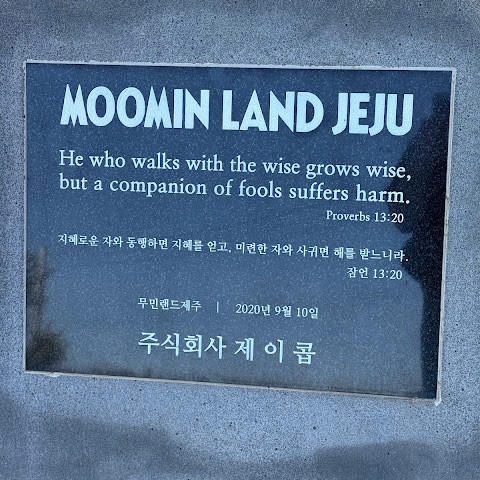 MOOMIN LAND JEJU
He who walks with the wise grows wise,
but a companion of fools suffers harm.
Proverbs 13:20
지혜로운 자와 동행하면 지혜를 얻고, 미련한 자와 사귀면 해를 받느니라.
잠언 13:20
무민랜드제주 | 2020년 9월 10일
주식회사 제 이 콥